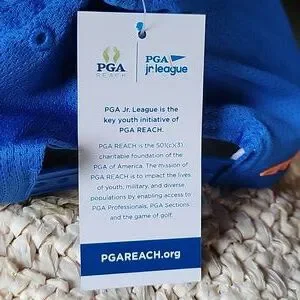 PGA
REACH
PGA
jr.league
PGA Jr. League is the
key youth initiative of
PGA REACH.
PGA REACH is the 501(c)(3)
charitable foundation of the
PGA of America. The mission of
PGA REACH is to impact the lives
of youth, military, and diverse
populations by enabling access to
PGA Professionals, PGA Sections
and the game of golf.
PGAREACH.org